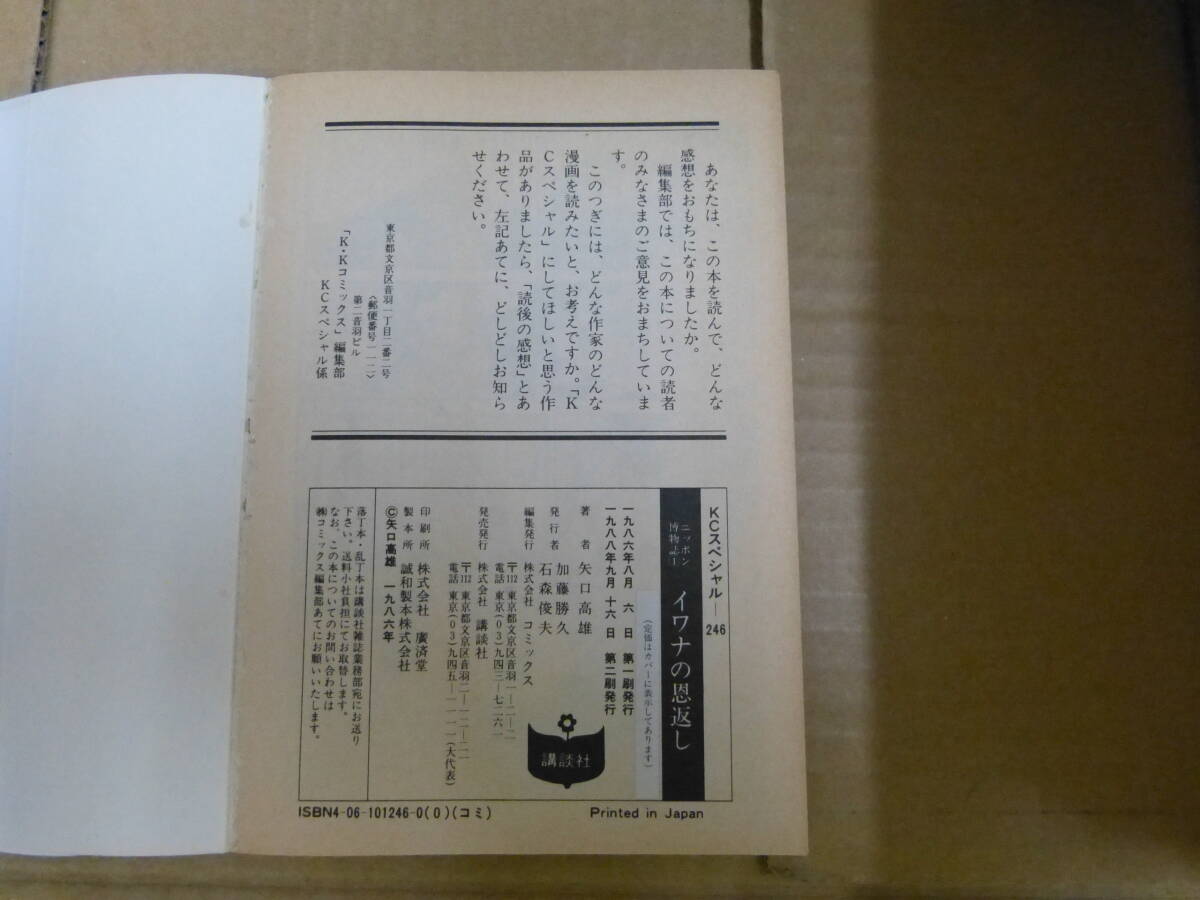 あなたは、この本を読んで、どんな
感想をおもちになりましたか。
編集部では、この本についての読者
のみなさまのご意見をおまちしていま
す。
このつぎには、どんな作家のどんな
漫画を読みたいと、お考えですか。「K
Cスペシャル」にしてほしいと思う作
品がありましたら、「読後の感想」とあ
わせて、左記あてに、どしどしお知ら
せください。
東京都文京区音羽一丁目二番二号
〈郵便番号一一二〉
第二音羽ビル
「K・Kコミックス」編集部
KCスペシャル係
KCスペシャル—246
ニッポン
博物誌1
イワナの恩返し
(定価はカバーに表示してあります)
一九八六年八月 六 日 第一刷発行
一九八八年九月 十六 日 第二刷発行
著 者 矢口高雄
発行者 加藤勝久
石森俊夫
編集発行 株式会社 コミックス
〒112 東京都文京区音羽一—二—二
電話 東京(03)九四三—七二六一
発売発行 株式会社 講談社
〒112 東京都文京区音羽二—一二—二一
電話 東京(03)九四五—一一一一(大代表)
印刷所 株式会社 廣済堂
製本所 誠和製本株式会社
©矢口高雄 一九八六年
落丁本・乱丁本は講談社雑誌業務部宛にお送り
下さい。送料小社負担にてお取替します。
なお、この本についてのお問い合わせは
㈱コミックス編集部あてにお願いいたします。
講談社
ISBN4-06-101246-0(0)(コミ)
Printed in Japan